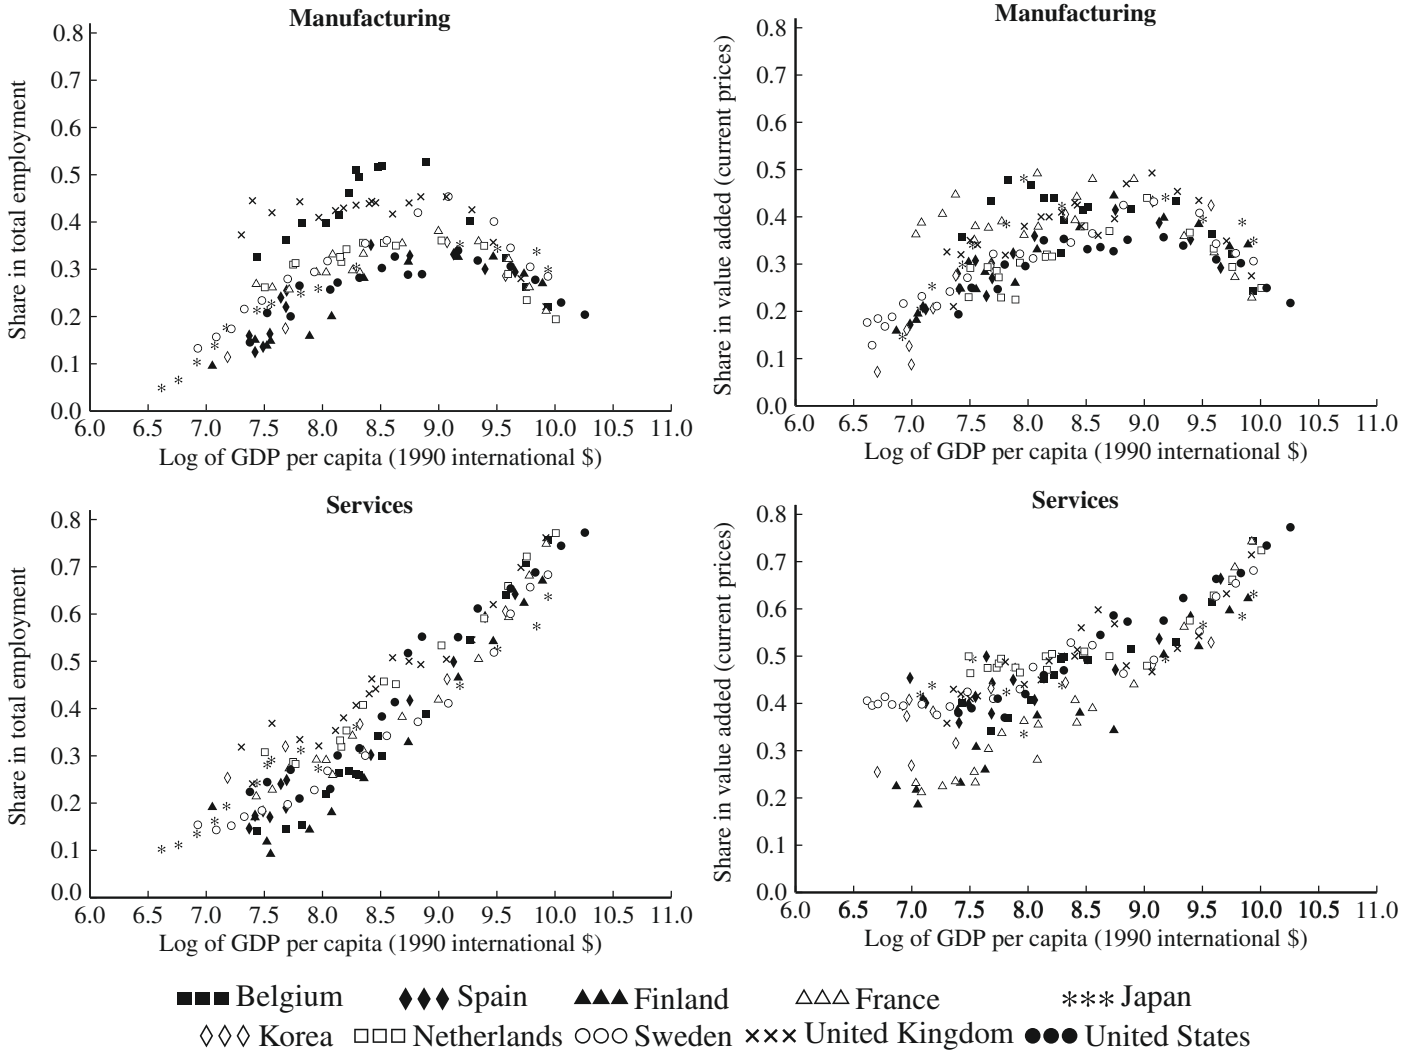 Manufacturing
Share in total employment
0.8
0.7
0.6
0.5
0.4
0.3
0.2
0.1
0.0
6.0 7.0 7.5 8.0 8.5 9.0 9.5 10.0 10.5 11.0
Log of GDP per capita (1990 international $)
Manufacturing
Share in value added (current prices)
0.8
0.7
0.6
0.5
0.4
0.3
0.2
0.1
0.0
6.0 6.5 7.0 7.5 8.0 8.5 9.0 9.5 10.0 10.5 11.0
Log of GDP per capita (1990 international $)
Services
Share in total employment
0.8
0.7
0.6
0.5
0.4
0.3
0.2
0.1
0.0
6.0 7.0 7.5 8.0 8.5 9.0 9.5 10.0 10.5 11.0
Log of GDP per capita (1990 international $)
Services
Share in value added (current prices)
0.8
0.7
0.6
0.5
0.4
0.3
0.2
0.1
0.0
6.0 6.5 7.0 7.5 8.0 8.5 9.0 9.5 10.0 10.5 11.0
Log of GDP per capita (1990 international $)
Belgium Spain Finland France Japan
Korea Netherlands Sweden United Kingdom United States